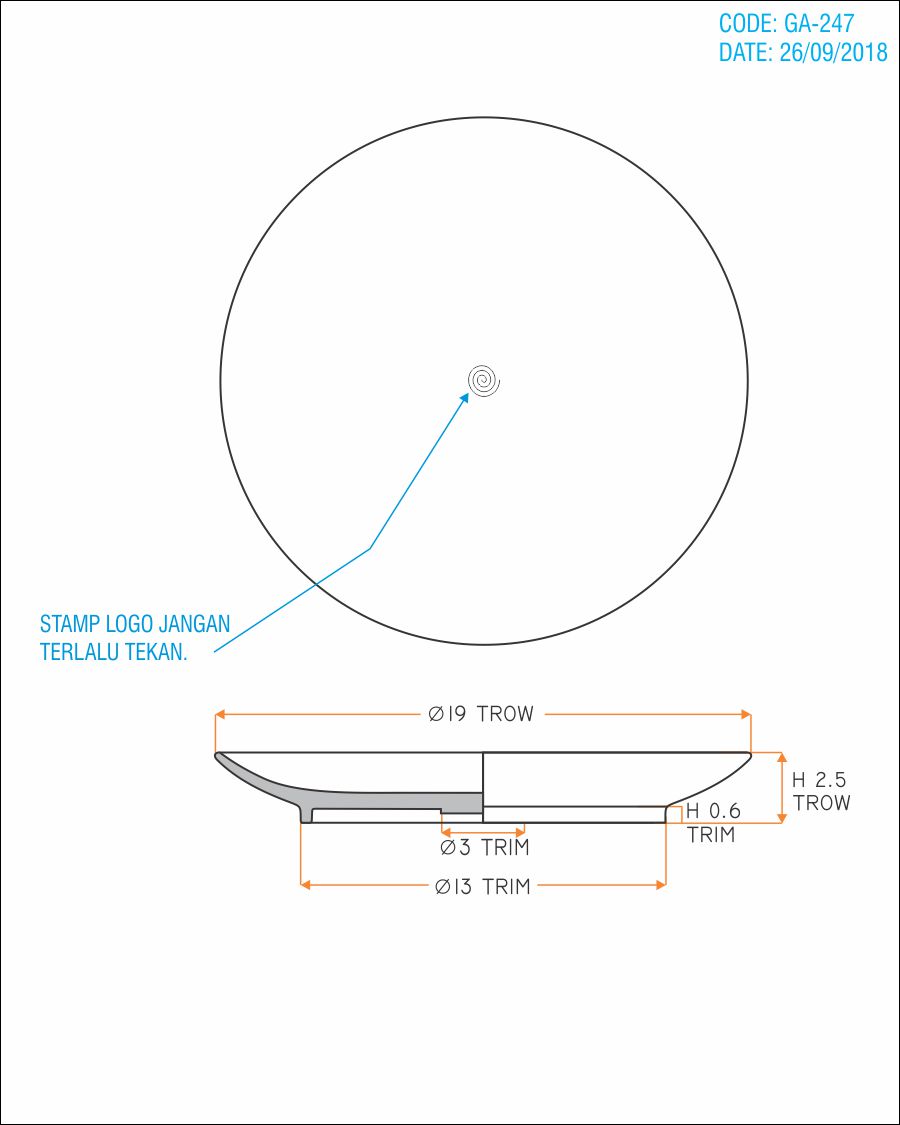 CODE: GA-247
DATE: 26/09/2018
STAMP LOGO JANGAN
TERLALU TEKAN.
Ø19 TROW
H 2.5
TROW
H 0.6
TRIM
Ø3 TRIM
Ø13 TRIM